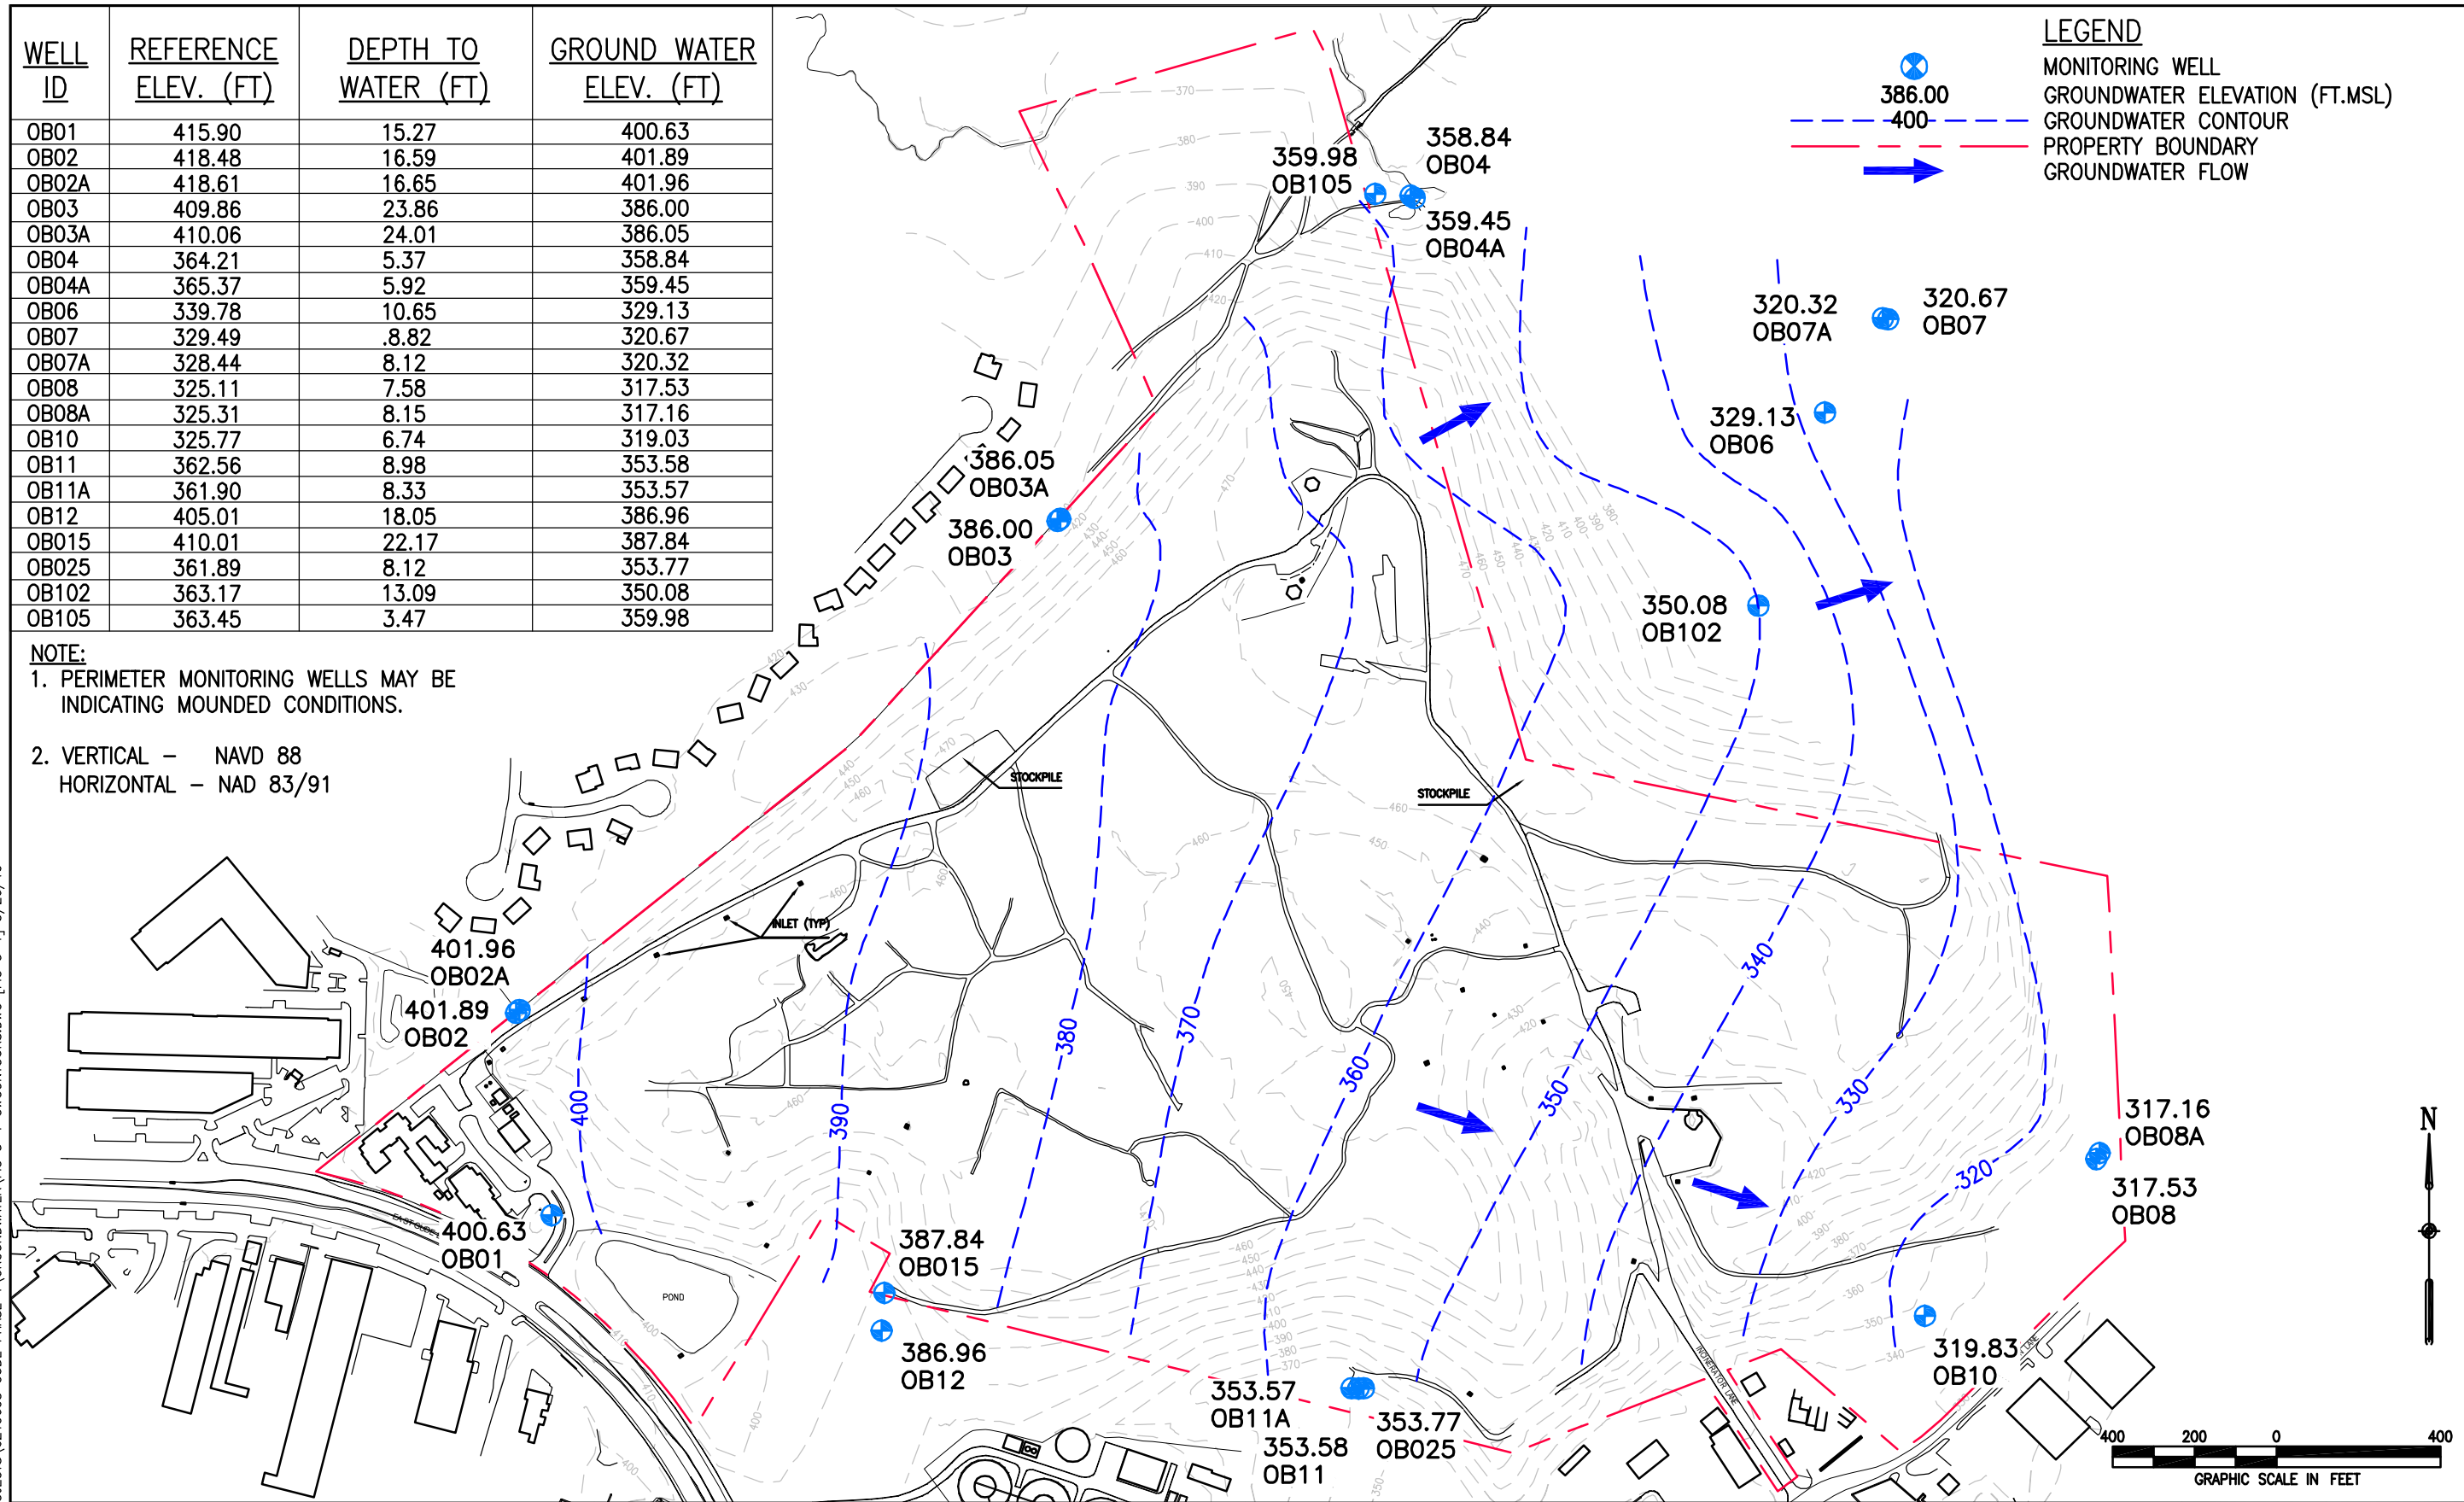 WELL ID
REFERENCE ELEV. (FT)
DEPTH TO WATER (FT)
GROUND WATER ELEV. (FT)
OB01 415.90 15.27 400.63
OB02 418.48 16.59 401.89
OB02A 418.61 16.65 401.96
OB03 409.86 23.86 386.00
OB03A 410.06 24.01 386.05
OB04 364.21 5.37 358.84
OB04A 365.37 5.92 359.45
OB06 339.78 10.65 329.13
OB07 329.49 .8.82 320.67
OB07A 328.44 8.12 320.32
OB08 325.11 7.58 317.53
OB08A 325.31 8.15 317.16
OB10 325.77 6.74 319.03
OB11 362.56 8.98 353.58
OB11A 361.90 8.33 353.57
OB12 405.01 18.05 386.96
OB015 410.01 22.17 387.84
OB025 361.89 8.12 353.77
OB102 363.17 13.09 350.08
OB105 363.45 3.47 359.98
NOTE:
1. PERIMETER MONITORING WELLS MAY BE
INDICATING MOUNDED CONDITIONS.
2. VERTICAL - NAVD 88
HORIZONTAL - NAD 83/91
LEGEND
MONITORING WELL
386.00 GROUNDWATER ELEVATION (FT.MSL)
400 GROUNDWATER CONTOUR
PROPERTY BOUNDARY
GROUNDWATER FLOW
370
380
390
400
410
420
359.98
OB105
358.84
OB04
359.45
OB04A
320.32
OB07A
320.67
OB07
329.13
OB06
386.05
OB03A
386.00
OB03
350.08
OB102
STOCKPILE
STOCKPILE
INLET (TYP)
401.96
OB02A
401.89
OB02
400
390
380
370
360
350
340
330
320
400.63
OB01
POND
387.84
OB015
386.96
OB12
353.57
OB11A
353.58
OB11
353.77
OB025
317.16
OB08A
317.53
OB08
319.83
OB10
INCINERATOR LANE
N
400 200 0 400
GRAPHIC SCALE IN FEET